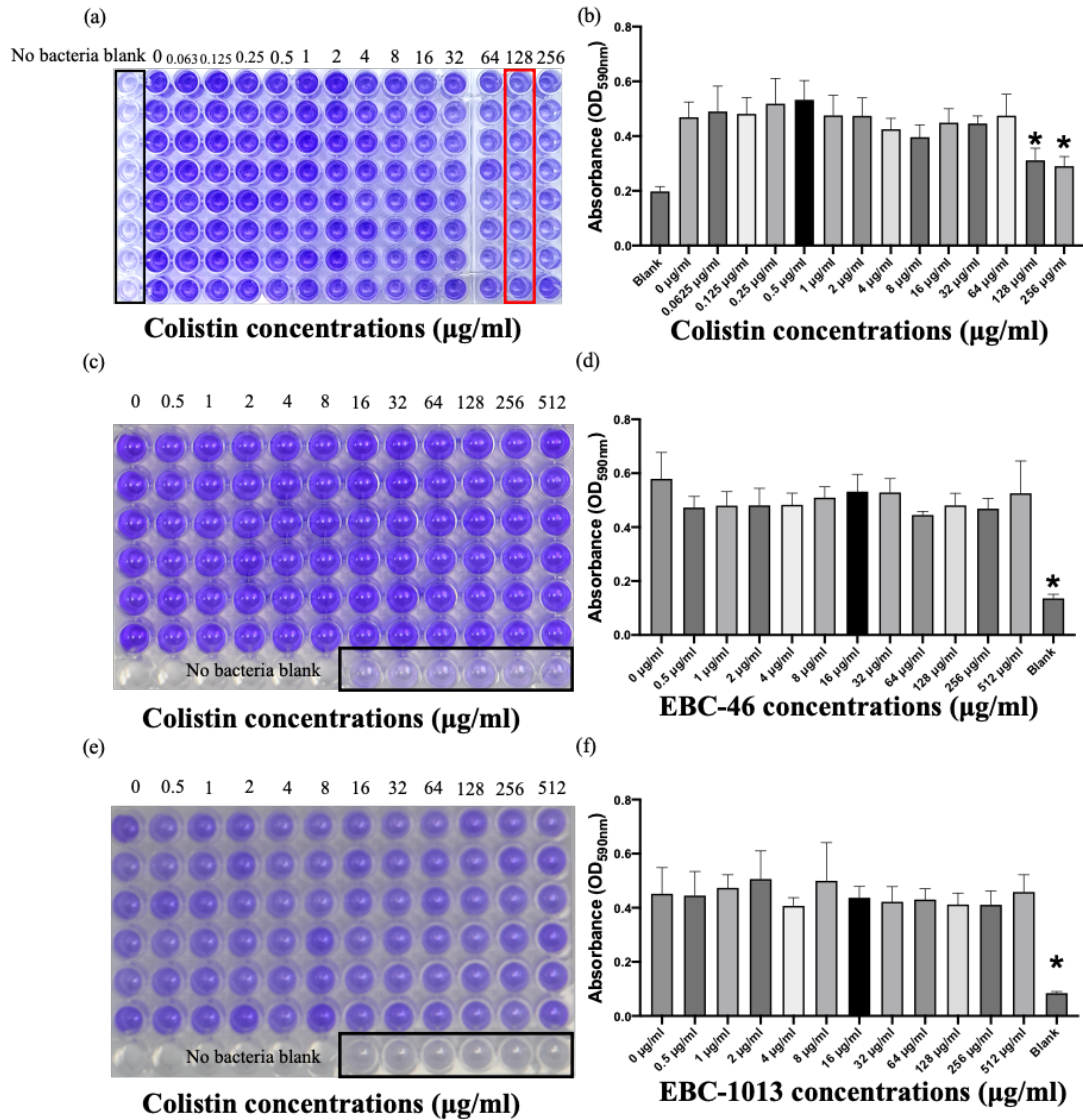 (a)
No bacteria blank 0 0.063 0.125 0.25 0.5 1 2 4 8 16 32 64 128 256
Colistin concentrations (µg/ml)
(b)
Absorbance (OD590nm)
0.8
0.6
0.4
0.2
0.0
* *
Blank 0 µg/ml 0.0625 µg/ml 0.125 µg/ml 0.25 µg/ml 0.5 µg/ml 1 µg/ml 2 µg/ml 4 µg/ml 8 µg/ml 16 µg/ml 32 µg/ml 64 µg/ml 128 µg/ml 256 µg/ml
Colistin concentrations (µg/ml)
(c)
0 0.5 1 2 4 8 16 32 64 128 256 512
No bacteria blank
Colistin concentrations (µg/ml)
(d)
Absorbance (OD590nm)
0.8
0.6
0.4
0.2
0.0
*
0 µg/ml 0.5 µg/ml 1 µg/ml 2 µg/ml 4 µg/ml 8 µg/ml 16 µg/ml 32 µg/ml 64 µg/ml 128 µg/ml 256 µg/ml 512 µg/ml Blank
EBC-46 concentrations (µg/ml)
(e)
0 0.5 1 2 4 8 16 32 64 128 256 512
No bacteria blank
Colistin concentrations (µg/ml)
(f)
Absorbance (OD590nm)
0.8
0.6
0.4
0.2
0.0
*
0 µg/ml 0.5 µg/ml 1 µg/ml 2 µg/ml 4 µg/ml 8 µg/ml 16 µg/ml 32 µg/ml 64 µg/ml 128 µg/ml 256 µg/ml 512 µg/ml Blank
EBC-1013 concentrations (µg/ml)